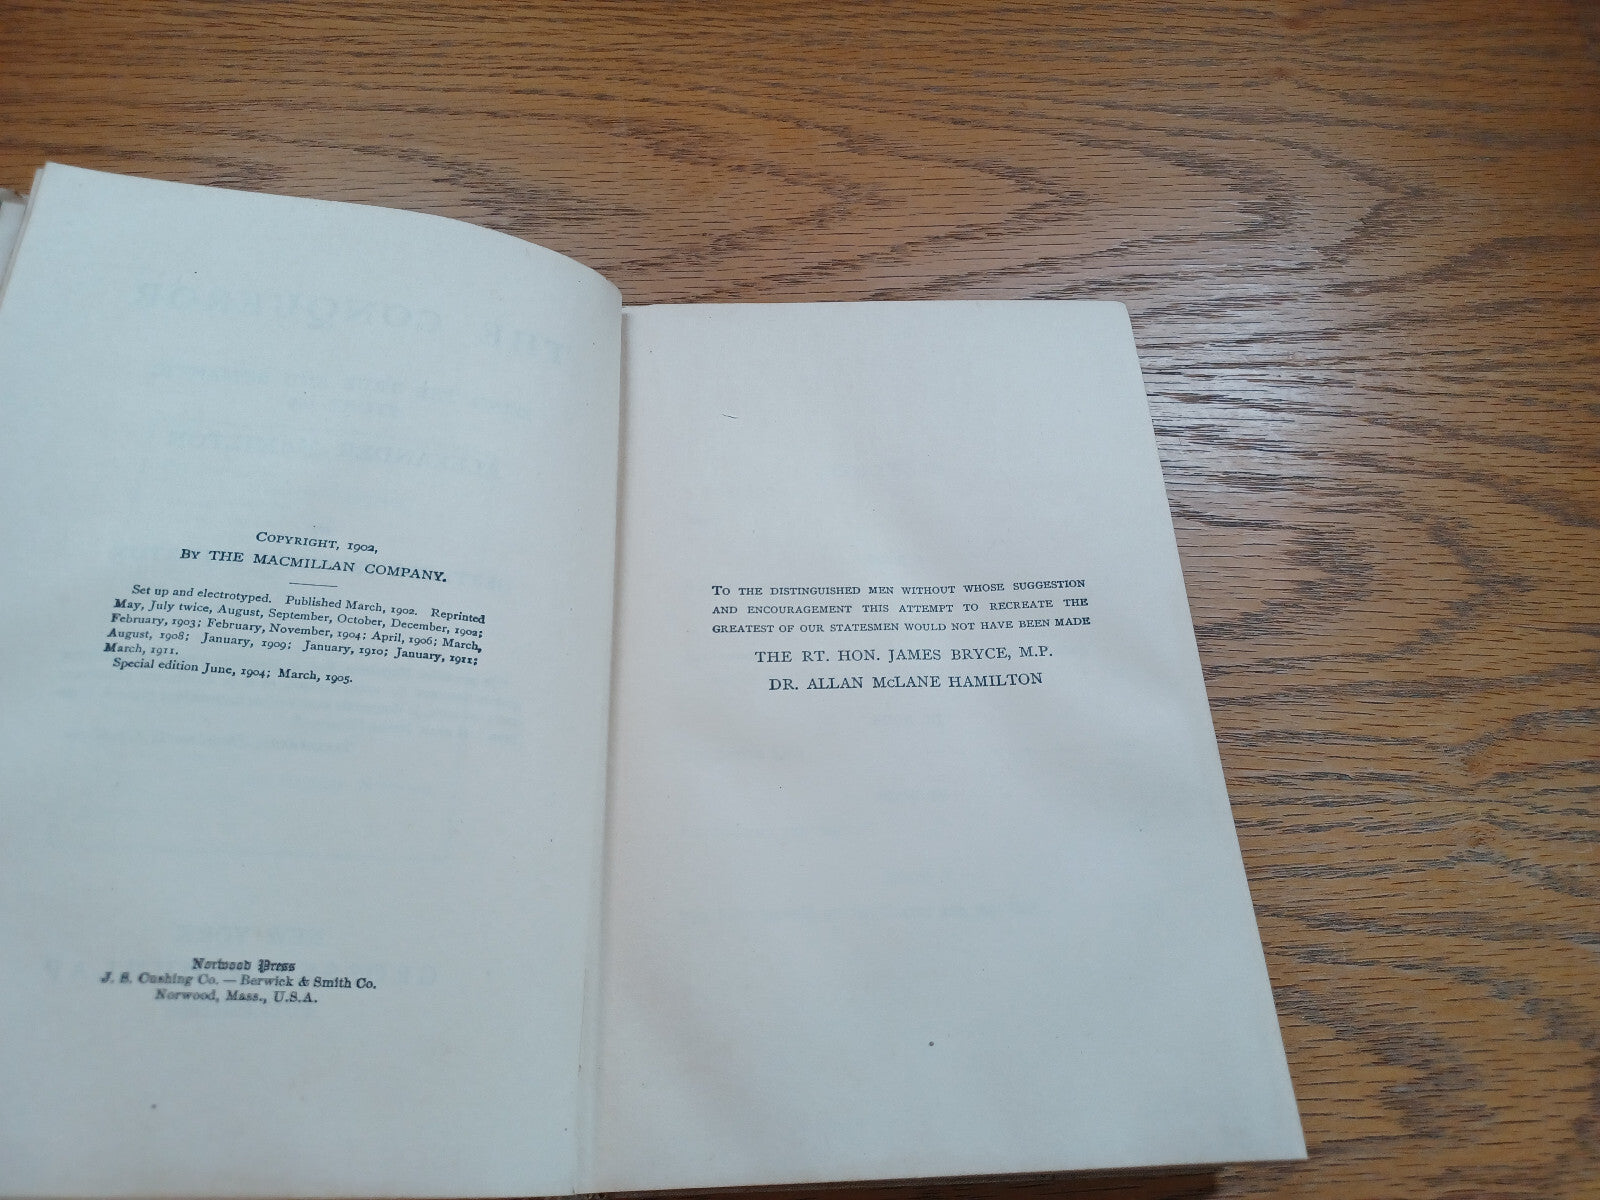 COPYRIGHT, 1902,
BY THE MACMILLAN COMPANY.
Set up and electrotyped. Published March, 1902. Reprinted
May, July twice, August, September, October, December, 1902;
February, 1903; February, November, 1904; April, 1906; March,
August, 1908; January, 1909; January, 1910; January, 1911;
March, 1911.
Special edition June, 1904; March, 1905.
Norwood Press
J. S. Cushing Co. — Berwick & Smith Co.
Norwood, Mass., U.S.A.
TO THE DISTINGUISHED MEN WITHOUT WHOSE SUGGESTION
AND ENCOURAGEMENT THIS ATTEMPT TO RECREATE THE
GREATEST OF OUR STATESMEN WOULD NOT HAVE BEEN MADE
THE RT. HON. JAMES BRYCE, M.P.
DR. ALLAN McLANE HAMILTON